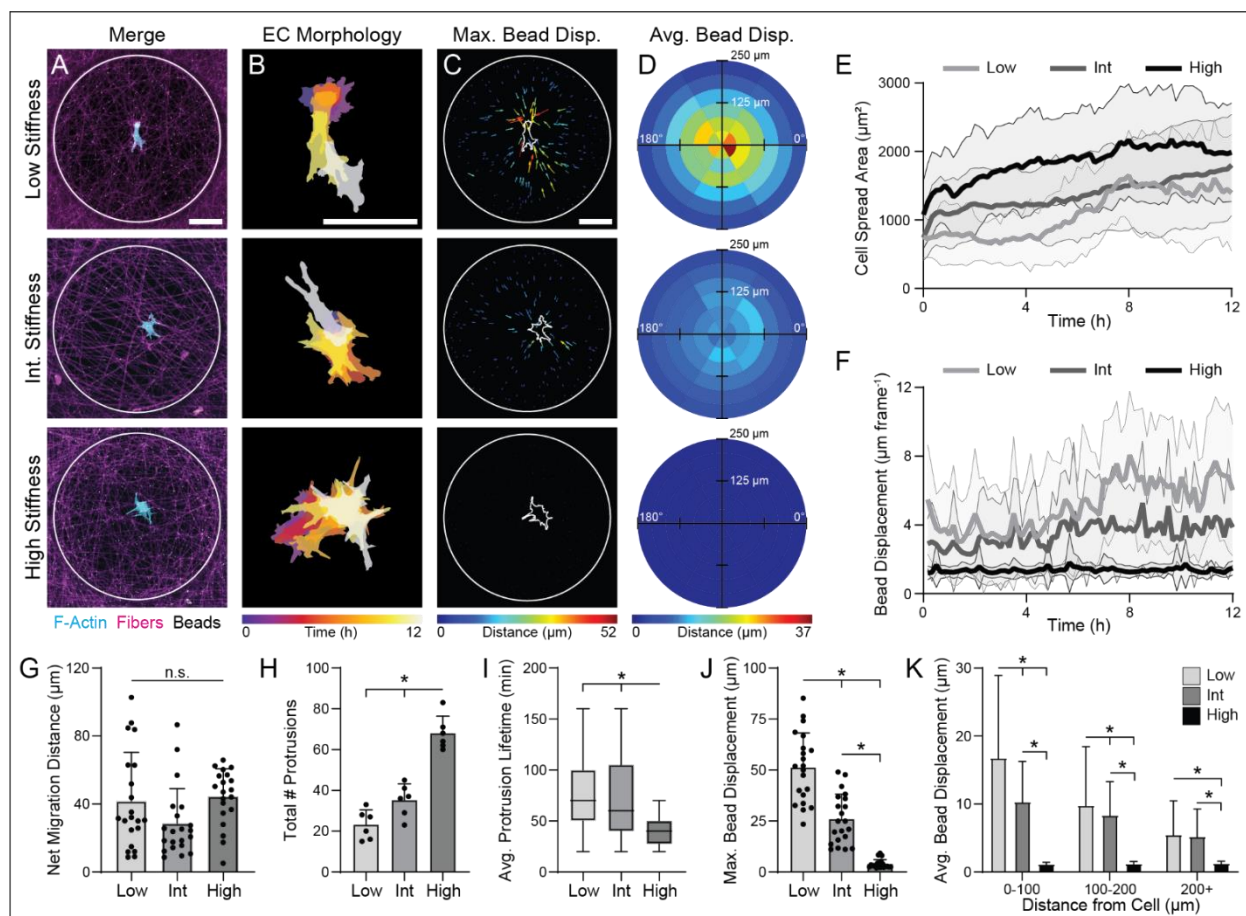 Merge EC Morphology Max. Bead Disp. Avg. Bead Disp.
A B C D E F
Low Stiffness
Int. Stiffness
High Stiffness
250 µm
125 µm
180° 0°
250 µm
125 µm
180° 0°
250 µm
125 µm
180° 0°
F-Actin Fibers Beads
0 Time (h) 12
0 Distance (µm) 52
0 Distance (µm) 37
Low Int High
Cell Spread Area (µm²)
3000
2000
1000
0
0 4 8 12
Time (h)
Low Int High
Bead Displacement (µm frame⁻¹)
12
8
4
0
0 4 8 12
Time (h)
G
Net Migration Distance (µm)
120
80
40
0
n.s.
Low Int High
H
Total # Protrusions
100
80
60
40
20
0
*
Low Int High
I
Avg. Protrusion Lifetime (min)
200
150
100
50
0
*
Low Int High
J
Max. Bead Displacement (µm)
100
75
50
25
0
*
*
Low Int High
K
Avg. Bead Displacement (µm)
30
20
10
0
* * * * * *
Low
Int
High
0-100 100-200 200+
Distance from Cell (µm)